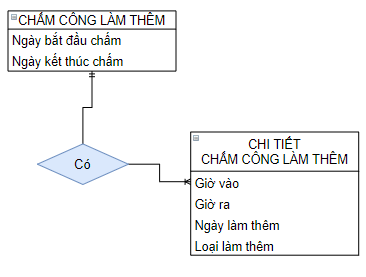 CHẤM CÔNG LÀM THÊM
Ngày bắt đầu chấm
Ngày kết thúc chấm
Có
CHI TIẾT
CHẤM CÔNG LÀM THÊM
Giờ vào
Giờ ra
Ngày làm thêm
Loại làm thêm